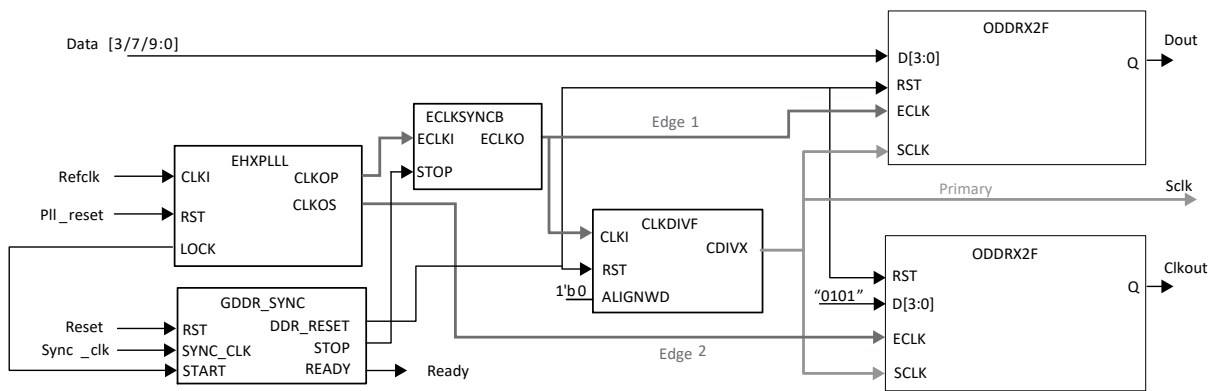 ODDRX2F
Data [3/7/9:0]
D[3:0]
RST
ECLK
SCLK
Q
Dout
ECLKSYNCB
ECLKI
ECLKO
STOP
Edge 1
EHXPLLL
Refclk
CLKI
CLKOP
CLKOS
Pll_reset
RST
LOCK
Primary
Sclk
CLKDIVF
CLKI
CDIVX
RST
1'b0
ALIGNWD
ODDRX2F
RST
"0101"
D[3:0]
ECLK
SCLK
Q
Clkout
GDDR_SYNC
Reset
RST
DDR_RESET
Sync _clk
SYNC_CLK
STOP
START
READY
Ready
Edge 2